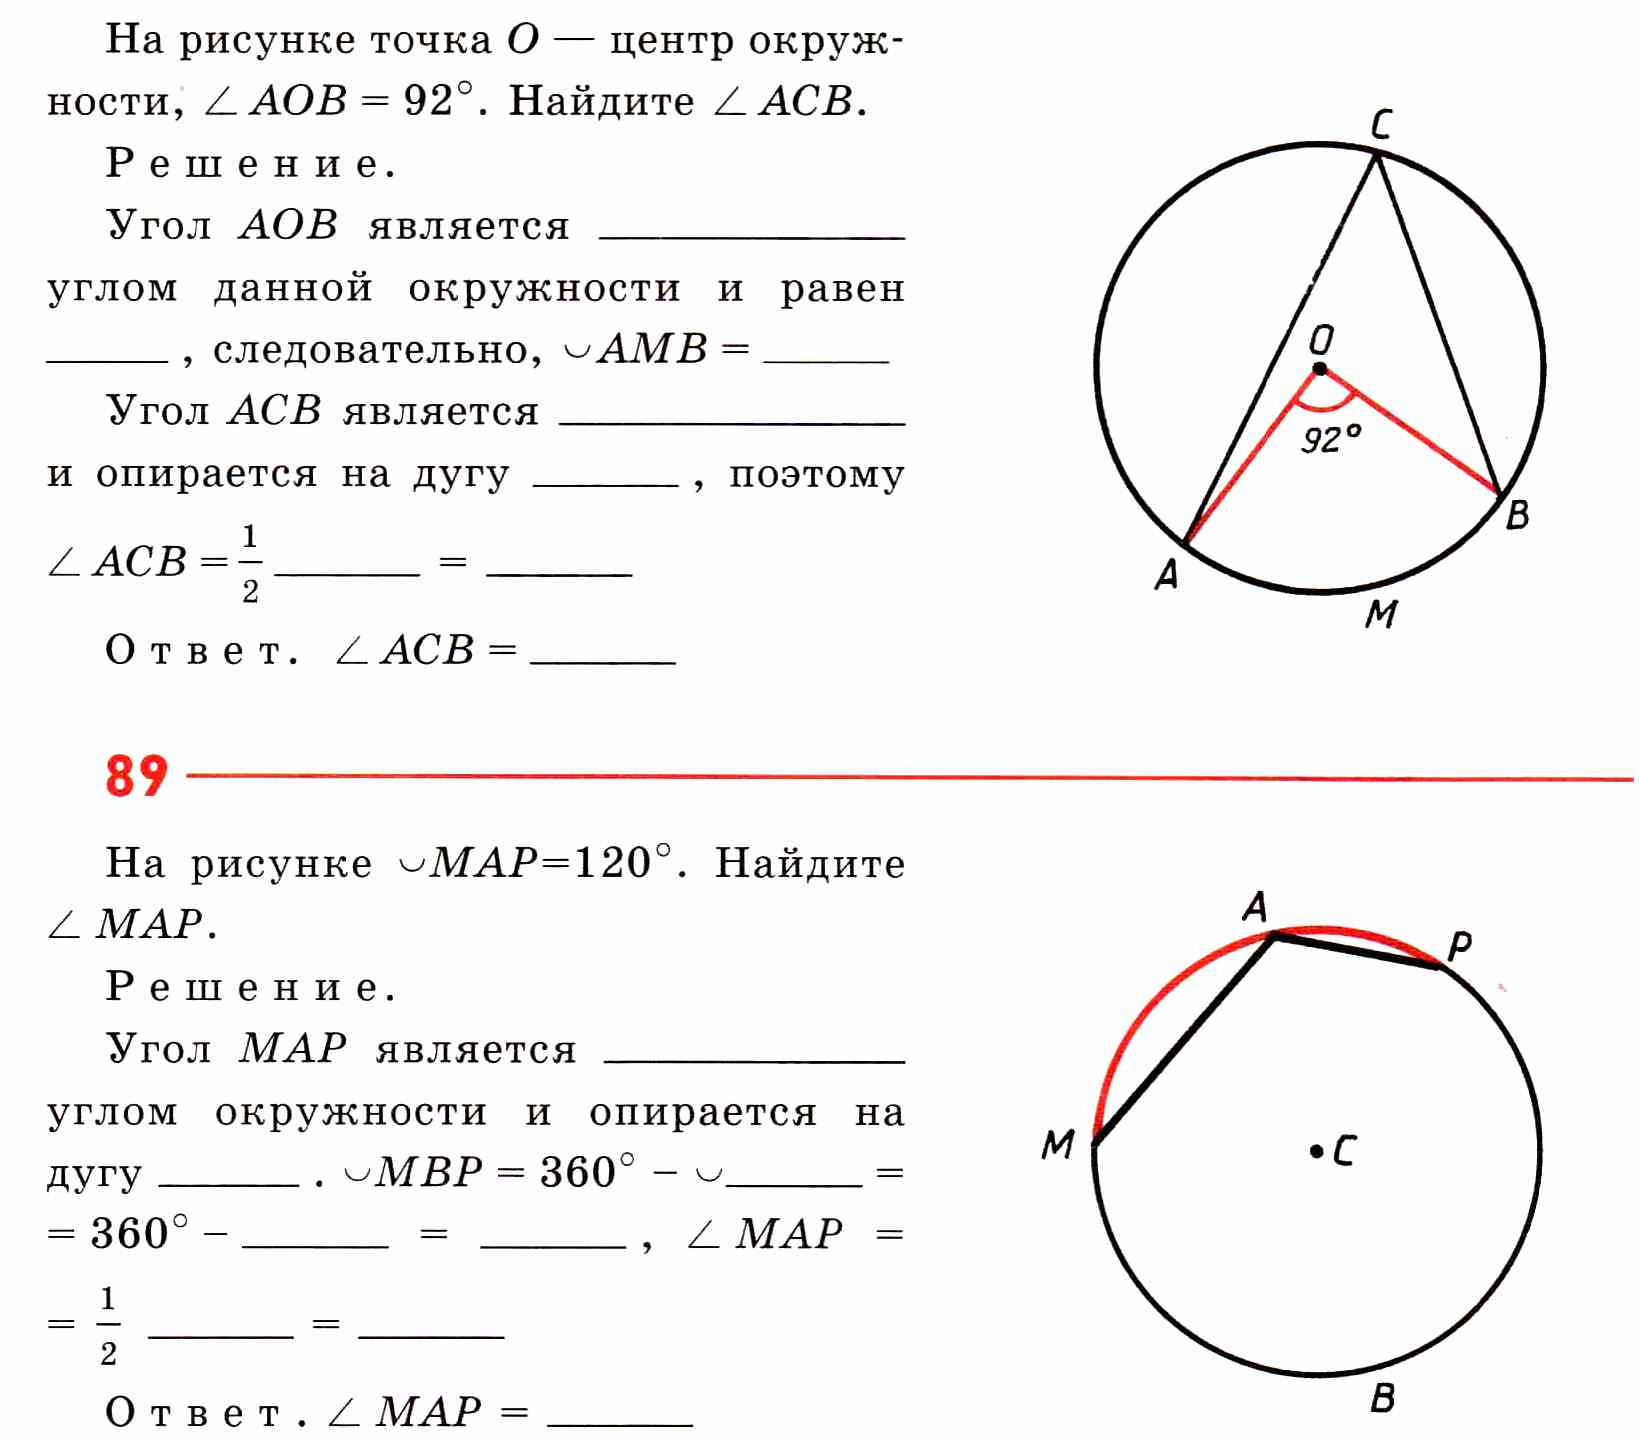 На рисунке точка O — центр окруж-
ности, ∠ AOB = 92°. Найдите ∠ ACB.
Решение.
Угол AOB является ____________
углом данной окружности и равен
_____ , следовательно, ◡AMB = _____
Угол ACB является ______________
и опирается на дугу ______ , поэтому
∠ ACB = 1/2 ______ = ______
Ответ. ∠ ACB = ______
C
O
92°
A
B
M
89
На рисунке ◡MAP=120°. Найдите
∠ MAP.
Решение.
Угол MAP является ____________
углом окружности и опирается на
дугу ______ . ◡MBP = 360° – ◡______ =
= 360° – ______ = ______ , ∠ MAP =
= 1/2 ______ = ______
Ответ. ∠ MAP = ______
A
P
M
C
B